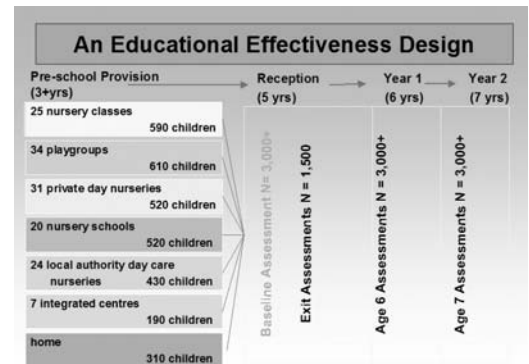 An Educational Effectiveness Design
Pre-school Provision
(3+yrs)
Reception
(5 yrs)
Year 1
(6 yrs)
Year 2
(7 yrs)
25 nursery classes
590 children
34 playgroups
610 children
31 private day nurseries
520 children
20 nursery schools
520 children
24 local authority day care
nurseries 430 children
7 integrated centres
190 children
home
310 children
Baseline Assessment N= 3,000+
Exit Assessments N = 1,500
Age 6 Assessments N = 3,000+
Age 7 Assessments N = 3,000+